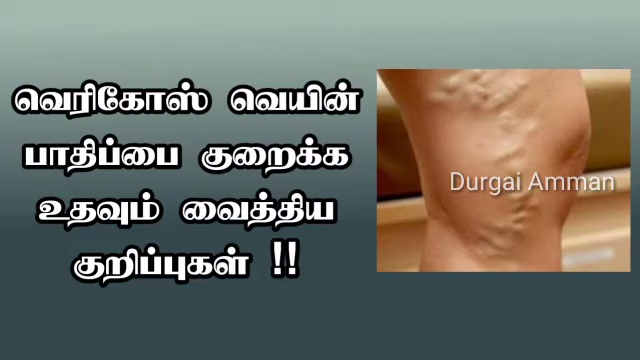 வெரிகோஸ் வெயின்
பாதிப்பை குறைக்க
உதவும் வைத்திய
குறிப்புகள் !!
Durgai Amman